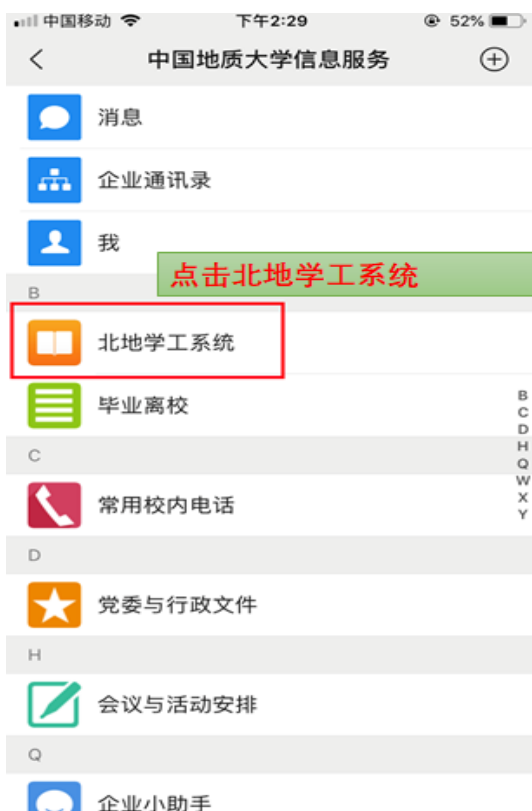 中国移动 下午2:29 52%
中国地质大学信息服务
消息
企业通讯录
我
点击北地学工系统
B
北地学工系统
毕业离校
C
常用校内电话
D
党委与行政文件
H
会议与活动安排
Q
企业小助手
B
C
D
H
Q
W
X
Y